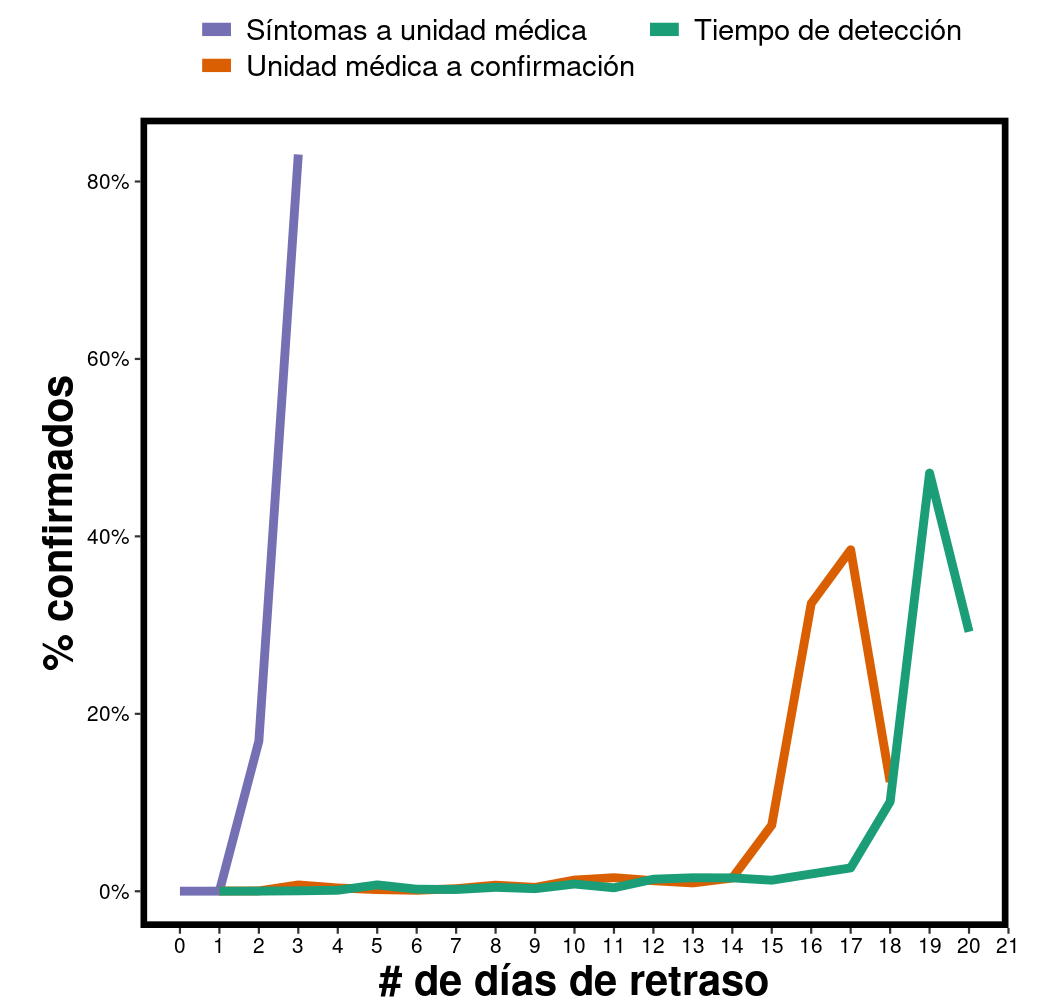 Síntomas a unidad médica
Tiempo de detección
Unidad médica a confirmación
80%
60%
40%
20%
0%
% confirmados
0 1 2 3 4 5 6 7 8 9 10 11 12 13 14 15 16 17 18 19 20 21
# de días de retraso